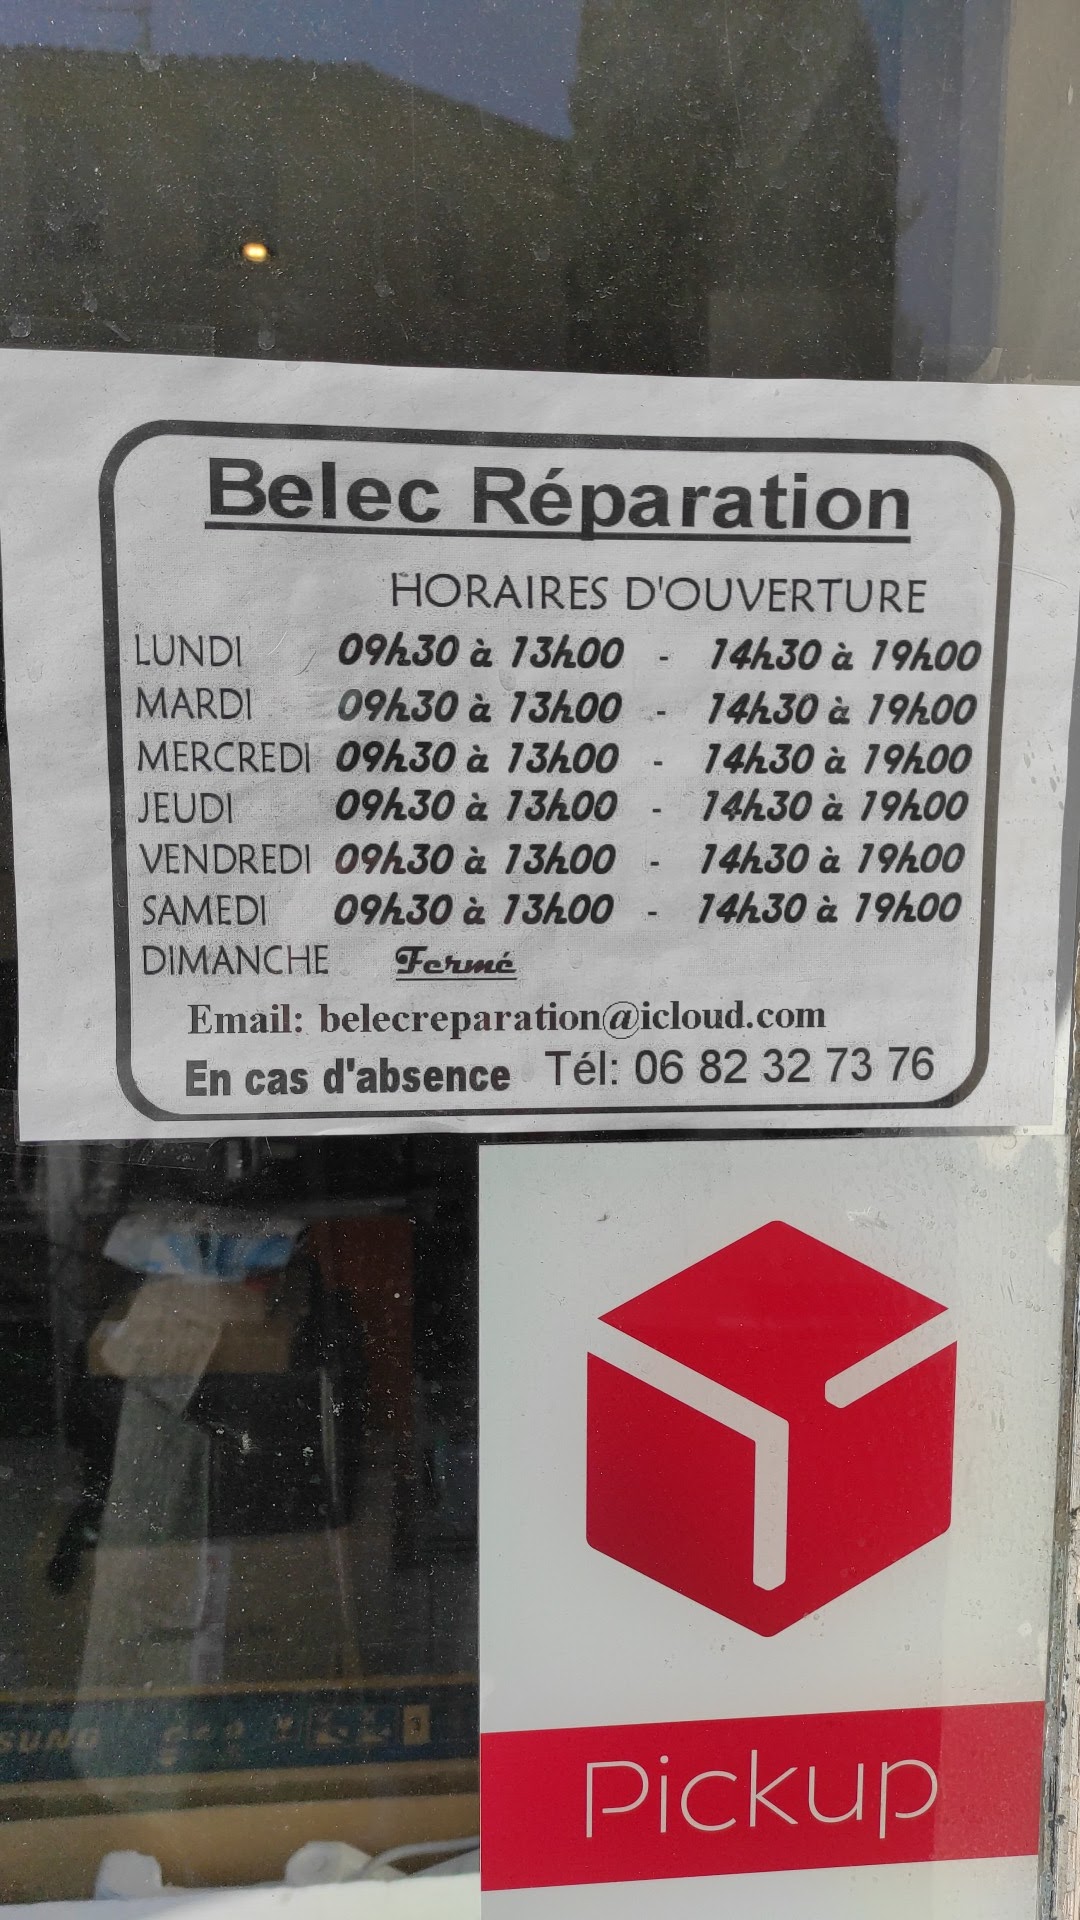 Belec Réparation
HORAIRES D'OUVERTURE
LUNDI 09h30 à 13h00 - 14h30 à 19h00
MARDI 09h30 à 13h00 - 14h30 à 19h00
MERCREDI 09h30 à 13h00 - 14h30 à 19h00
JEUDI 09h30 à 13h00 - 14h30 à 19h00
VENDREDI 09h30 à 13h00 - 14h30 à 19h00
SAMEDI 09h30 à 13h00 - 14h30 à 19h00
DIMANCHE Fermé
Email: belecreparation@icloud.com
En cas d'absence Tél: 06 82 32 73 76
Pickup